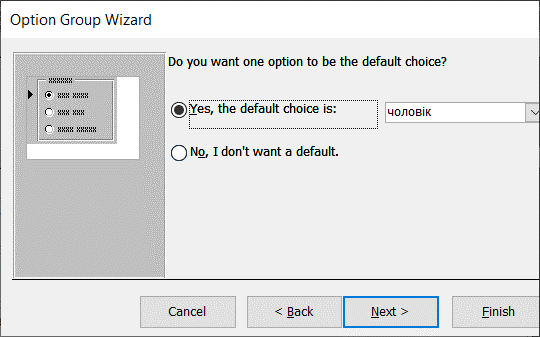 Option Group Wizard
Do you want one option to be the default choice?
Yes, the default choice is:
чоловік
No, I don't want a default.
Cancel
< Back
Next >
Finish